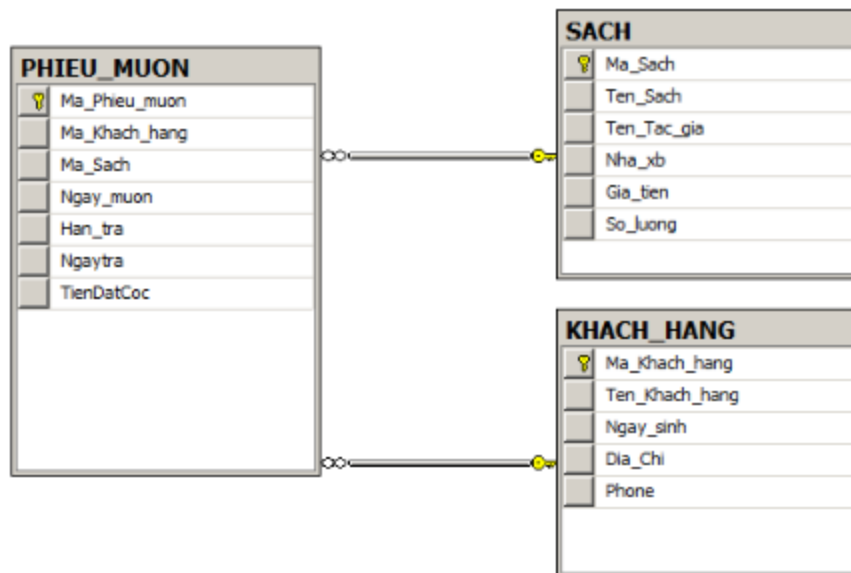 PHIEU_MUON
Ma_Phieu_muon
Ma_Khach_hang
Ma_Sach
Ngay_muon
Han_tra
Ngaytra
TienDatCoc
SACH
Ma_Sach
Ten_Sach
Ten_Tac_gia
Nha_xb
Gia_tien
So_luong
KHACH_HANG
Ma_Khach_hang
Ten_Khach_hang
Ngay_sinh
Dia_Chi
Phone